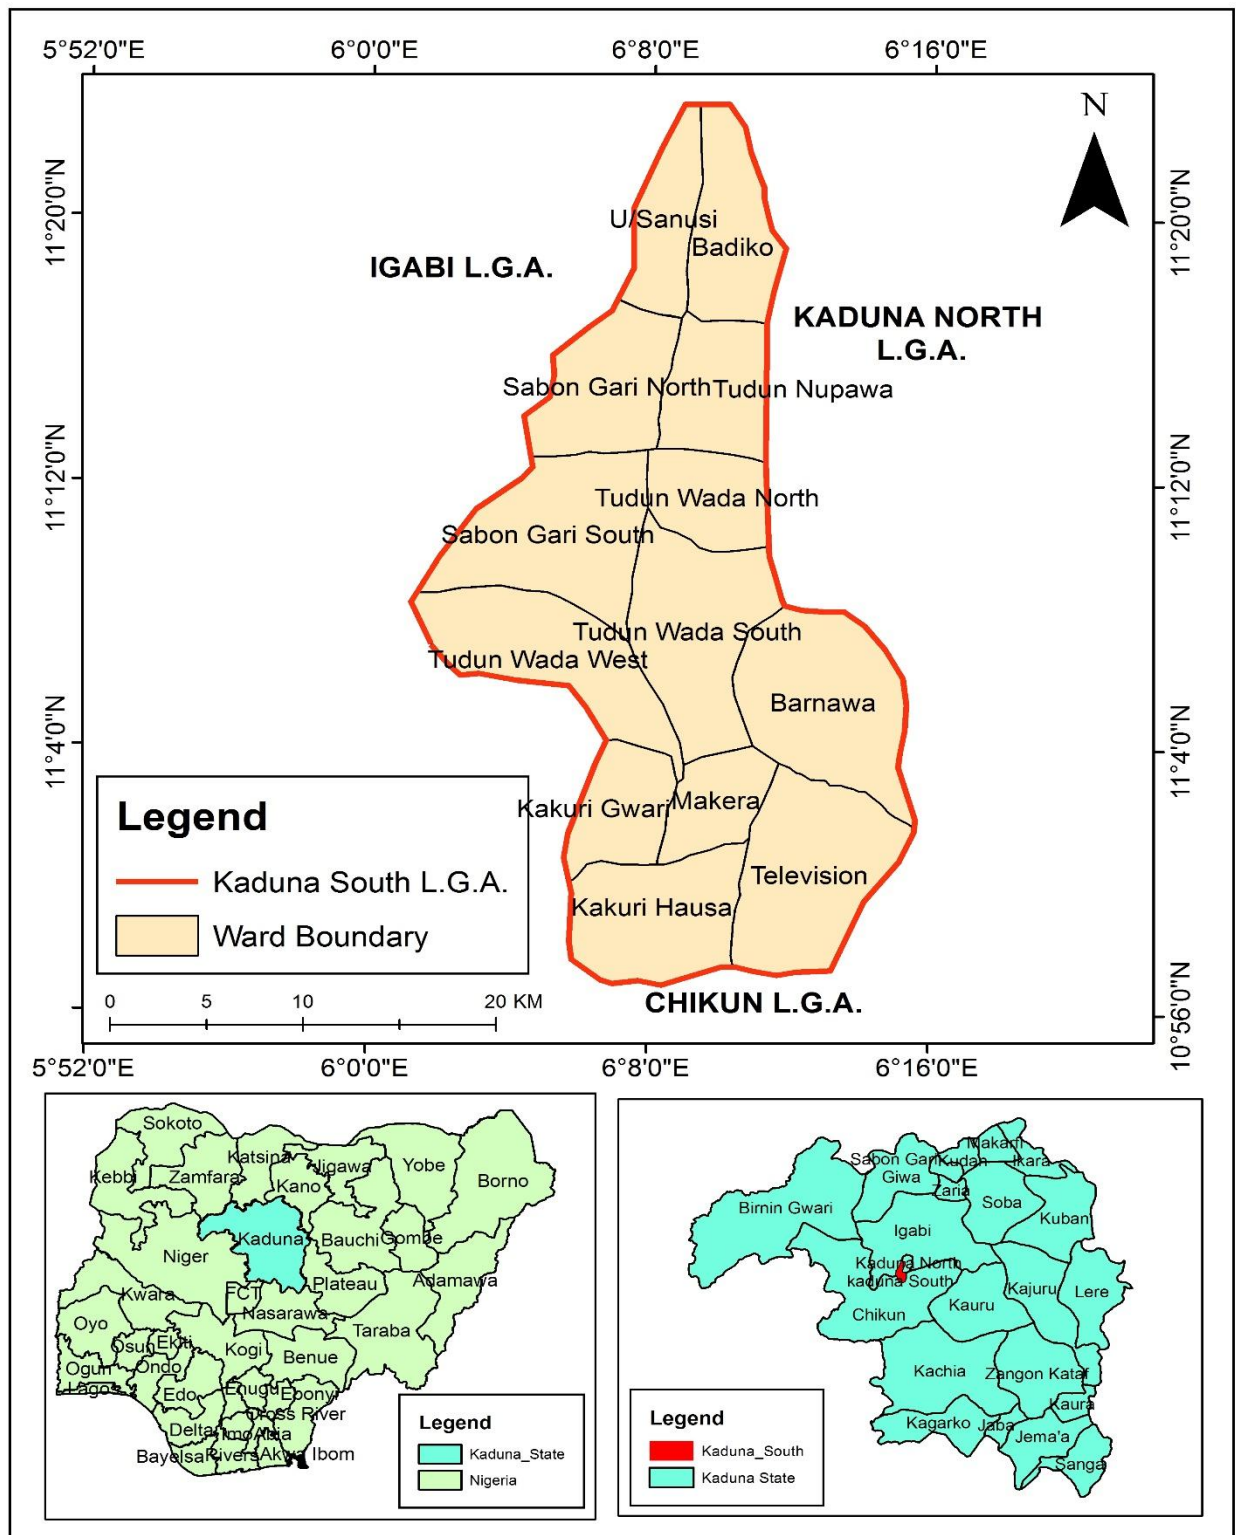 5°52'0"E 6°0'0"E 6°8'0"E 6°16'0"E
N
11°20'0"N
11°20'0"N
U/Sanusi
Badiko
IGABI L.G.A.
KADUNA NORTH
L.G.A.
Sabon Gari North
Tudun Nupawa
11°12'0"N
11°12'0"N
Tudun Wada North
Sabon Gari South
Tudun Wada South
Tudun Wada West
Barnawa
11°4'0"N
11°4'0"N
Kakuri Gwari
Makera
Television
Kakuri Hausa
Legend
Kaduna South L.G.A.
Ward Boundary
0 5 10 20 KM
CHIKUN L.G.A.
10°56'0"N
5°52'0"E 6°0'0"E 6°8'0"E 6°16'0"E
Sokoto
Katsina
Jigawa
Yobe
Kebbi
Zamfara
Kano
Borno
Kaduna
Bauchi
Gombe
Niger
Plateau
Adamawa
Kwara
FCT
Nasarawa
Oyo
Taraba
Osun
Ekiti
Kogi
Benue
Ogun
Ondo
Lagos
Edo
Enugu
Ebonyi
Cross River
Delta
Imo
Abia
Bayelsa
Rivers
Akwa Ibom
Legend
Kaduna_State
Nigeria
Makarfi
Sabon Gari
Kudan
Ikara
Giwa
Zaria
Soba
Birnin Gwari
Igabi
Kuban
Kaduna North
kaduna South
Kajuru
Lere
Chikun
Kauru
Kachia
Zangon Kataf
Kaura
Kagarko
Jaba
Jema'a
Sanga
Legend
Kaduna_South
Kaduna State